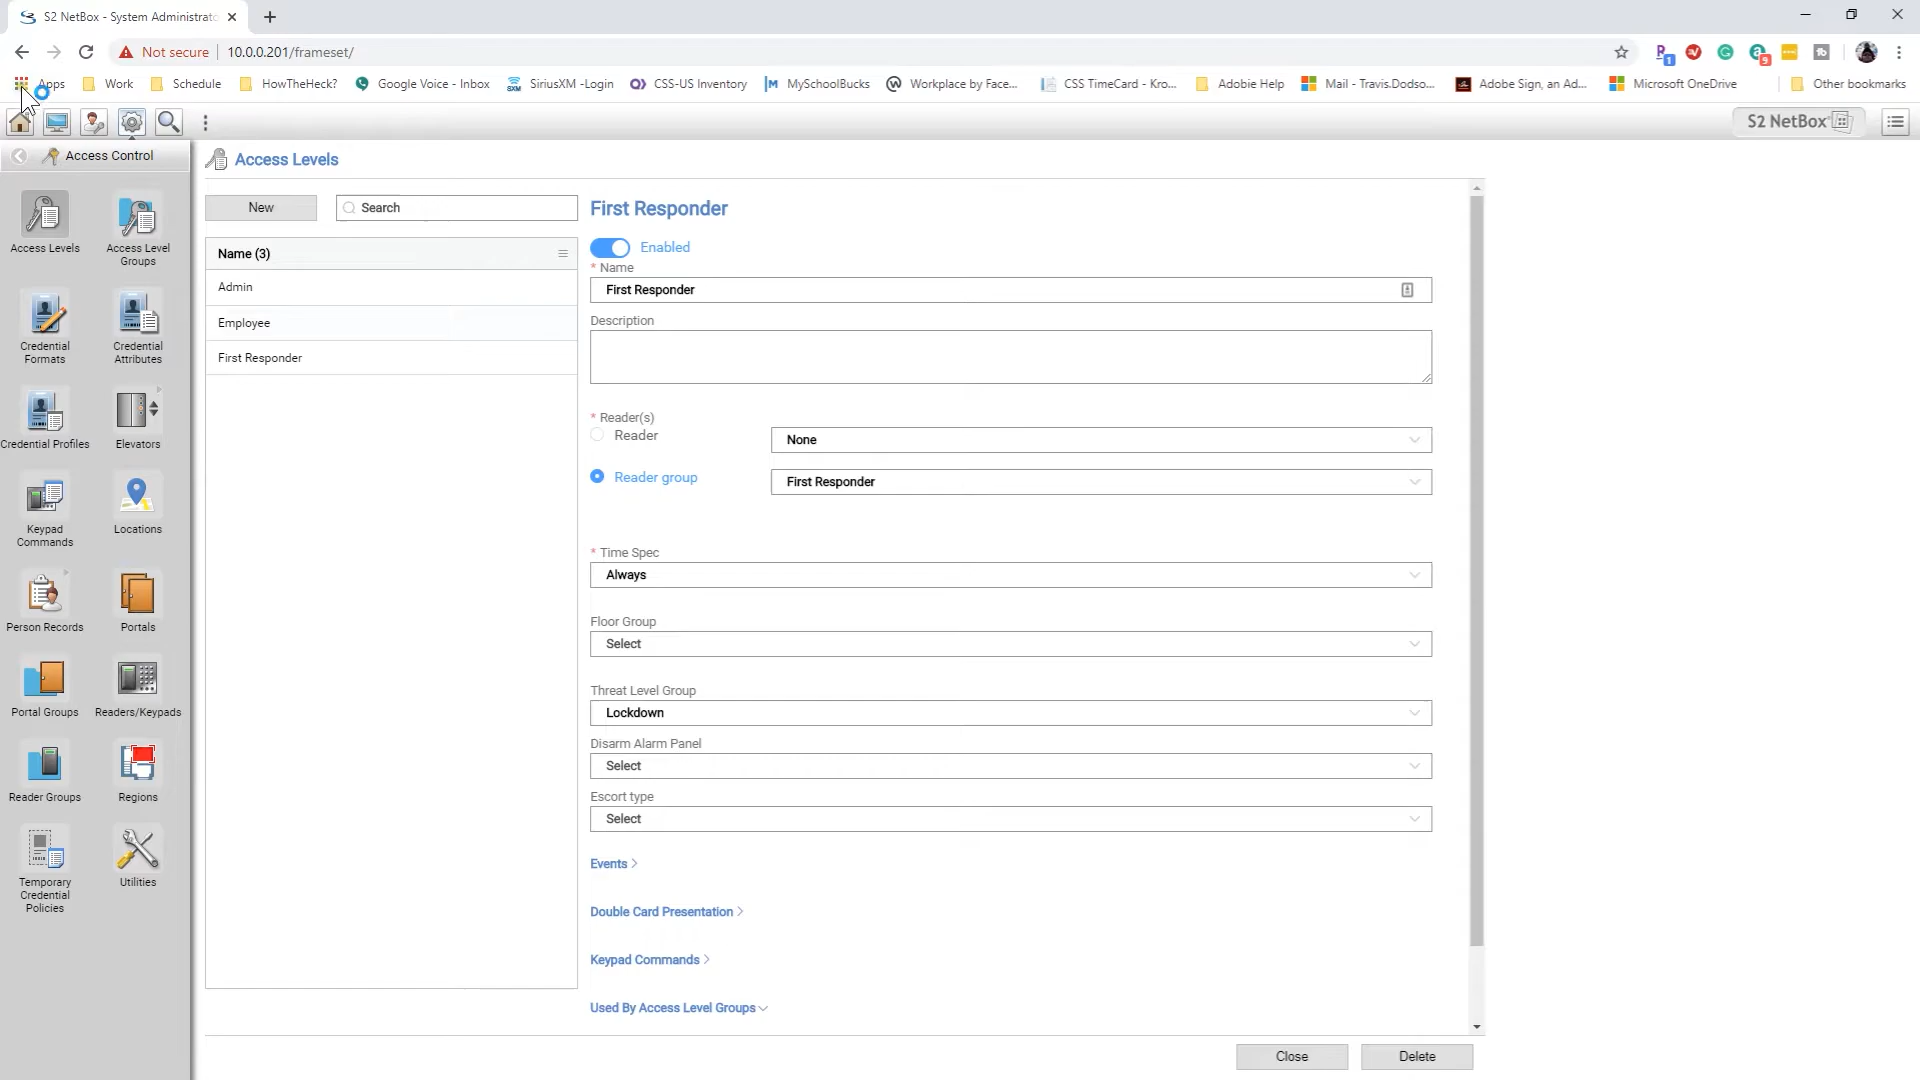 S2 NetBox - System Administrato
Not secure
10.0.0.201/frameset/
1
9
Apps
Work
Schedule
HowTheHeck?
Google Voice - Inbox
SiriusXM -Login
CSS-US Inventory
MySchoolBucks
Workplace by Face...
CSS TimeCard - Kro...
Adobie Help
Mail - Travis.Dodso...
Adobe Sign, an Ad...
Microsoft OneDrive
Other bookmarks
S2 NetBox
Access Control
Access Levels
Access Level
Groups
Credential
Formats
Credential
Attributes
Credential Profiles
Elevators
Keypad
Commands
Locations
Person Records
Portals
Portal Groups
Readers/Keypads
Reader Groups
Regions
Temporary
Credential
Policies
Utilities
Access Levels
New
Search
Name (3)
Admin
Employee
First Responder
First Responder
Enabled
* Name
First Responder
Description
* Reader(s)
Reader
None
Reader group
First Responder
* Time Spec
Always
Floor Group
Select
Threat Level Group
Lockdown
Disarm Alarm Panel
Select
Escort type
Select
Events
Double Card Presentation
Keypad Commands
Used By Access Level Groups
Close
Delete